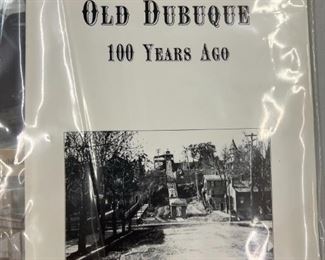 Old Dubuque
100 Years Ago